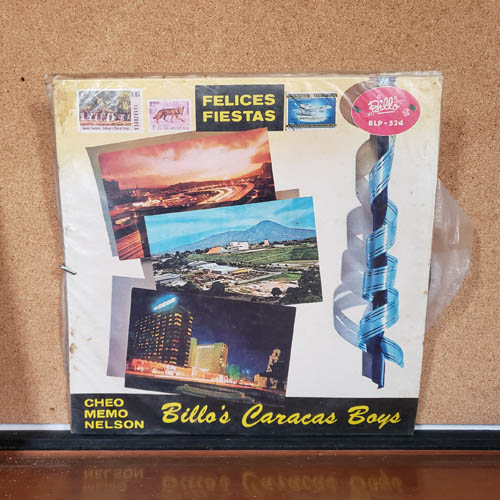 FELICES
FIESTAS
Billo
BLP - 524
CHEO
MEMO
NELSON
Billo's Caracas Boys